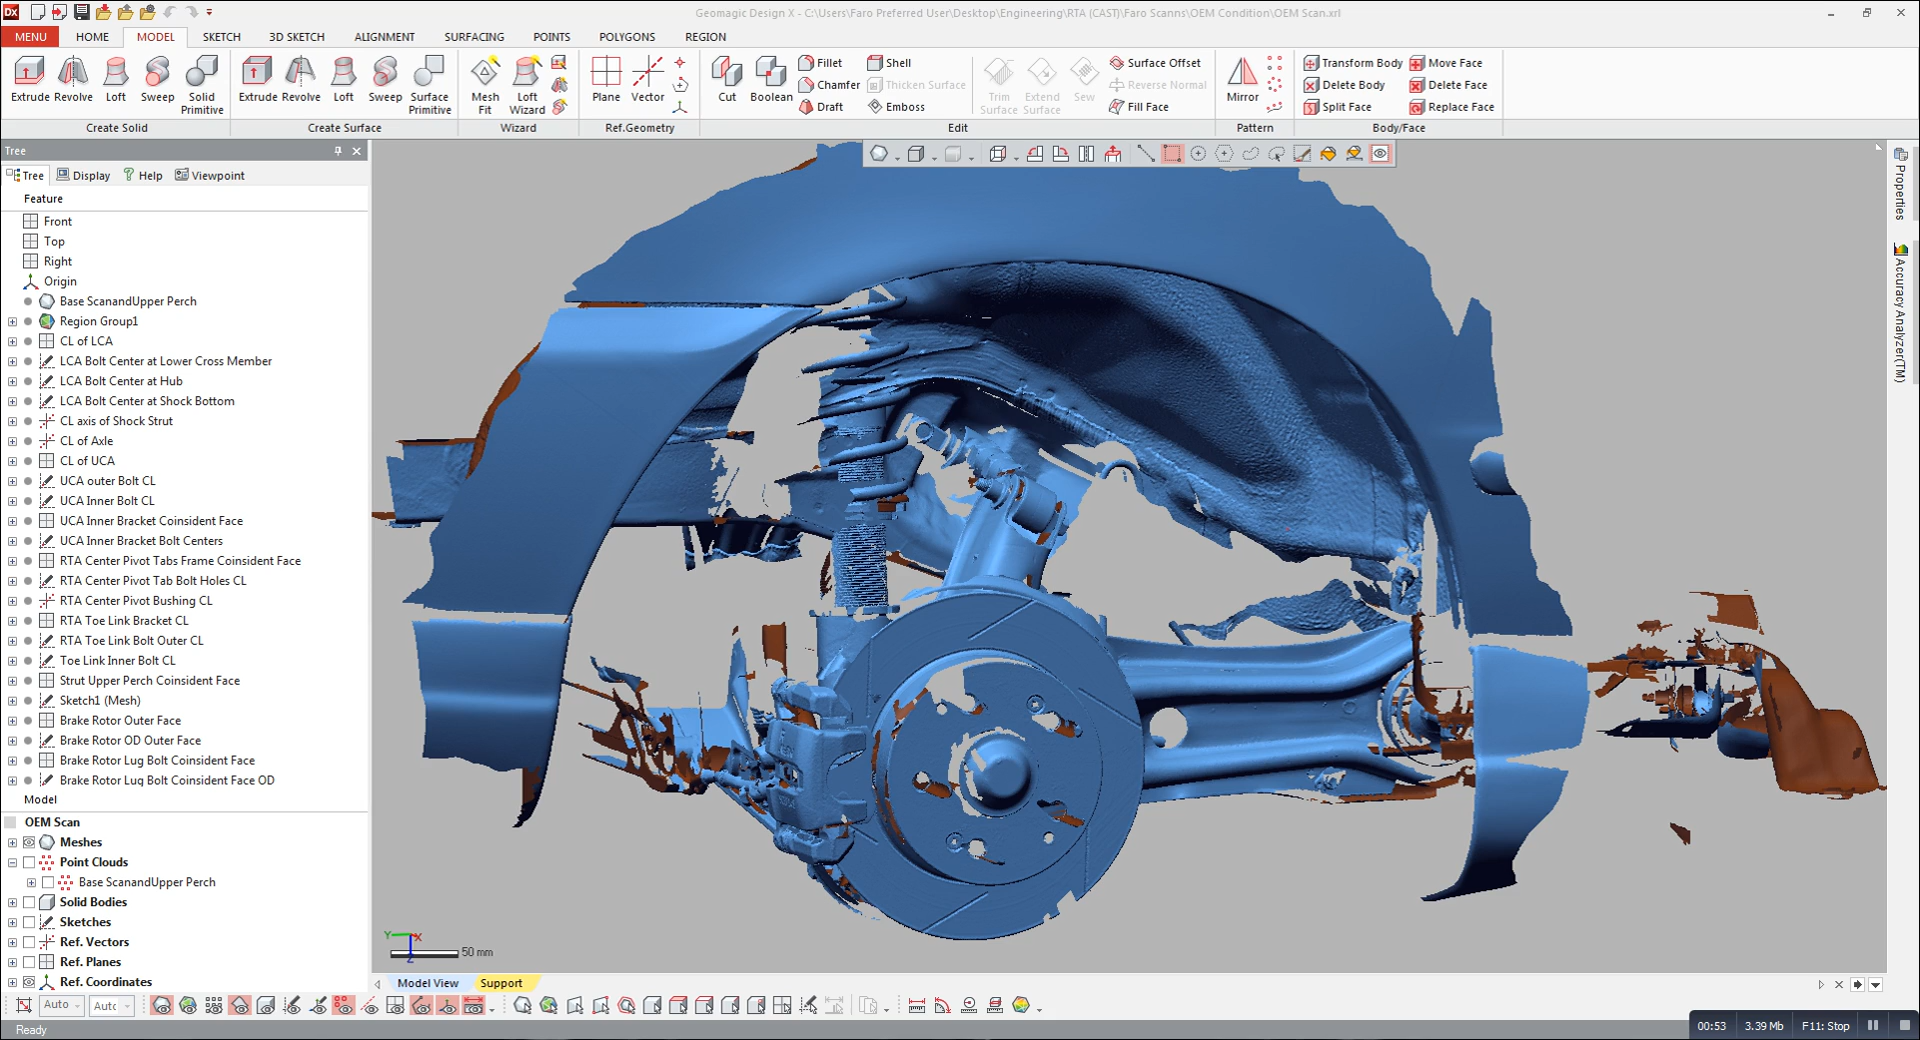 Dx
Geomagic Design X - C:\Users\Faro Preferred User\Desktop\Engineering\RTA (CAST)\Faro Scanns\OEM Condition\OEM Scan.xrl
MENU HOME MODEL SKETCH 3D SKETCH ALIGNMENT SURFACING POINTS POLYGONS REGION
Extrude Revolve Loft Sweep Solid Primitive
Create Solid
Extrude Revolve Loft Sweep Surface Primitive
Create Surface
Mesh Fit Loft Wizard
Wizard
Plane Vector
Ref.Geometry
Cut Boolean
Fillet Shell
Chamfer Thicken Surface
Draft Emboss
Trim Surface Extend Surface Sew
Surface Offset
Reverse Normal
Fill Face
Edit
Mirror
Pattern
Transform Body Move Face
Delete Body Delete Face
Split Face Replace Face
Body/Face
Tree
Tree Display Help Viewpoint
Feature
Front
Top
Right
Origin
Base ScanandUpper Perch
Region Group1
CL of LCA
LCA Bolt Center at Lower Cross Member
LCA Bolt Center at Hub
LCA Bolt Center at Shock Bottom
CL axis of Shock Strut
CL of Axle
CL of UCA
UCA outer Bolt CL
UCA Inner Bolt CL
UCA Inner Bracket Coinsident Face
UCA Inner Bracket Bolt Centers
RTA Center Pivot Tabs Frame Coinsident Face
RTA Center Pivot Tab Bolt Holes CL
RTA Center Pivot Bushing CL
RTA Toe Link Bracket CL
RTA Toe Link Bolt Outer CL
Toe Link Inner Bolt CL
Strut Upper Perch Coinsident Face
Sketch1 (Mesh)
Brake Rotor Outer Face
Brake Rotor OD Outer Face
Brake Rotor Lug Bolt Coinsident Face
Brake Rotor Lug Bolt Coinsident Face OD
Model
OEM Scan
Meshes
Point Clouds
Base ScanandUpper Perch
Solid Bodies
Sketches
Ref. Vectors
Ref. Planes
Ref. Coordinates
Properties
Accuracy Analyzer(TM)
Y X
Z
50 mm
Model View Support
Auto Auto
Ready
00:53 3.39 Mb F11: Stop